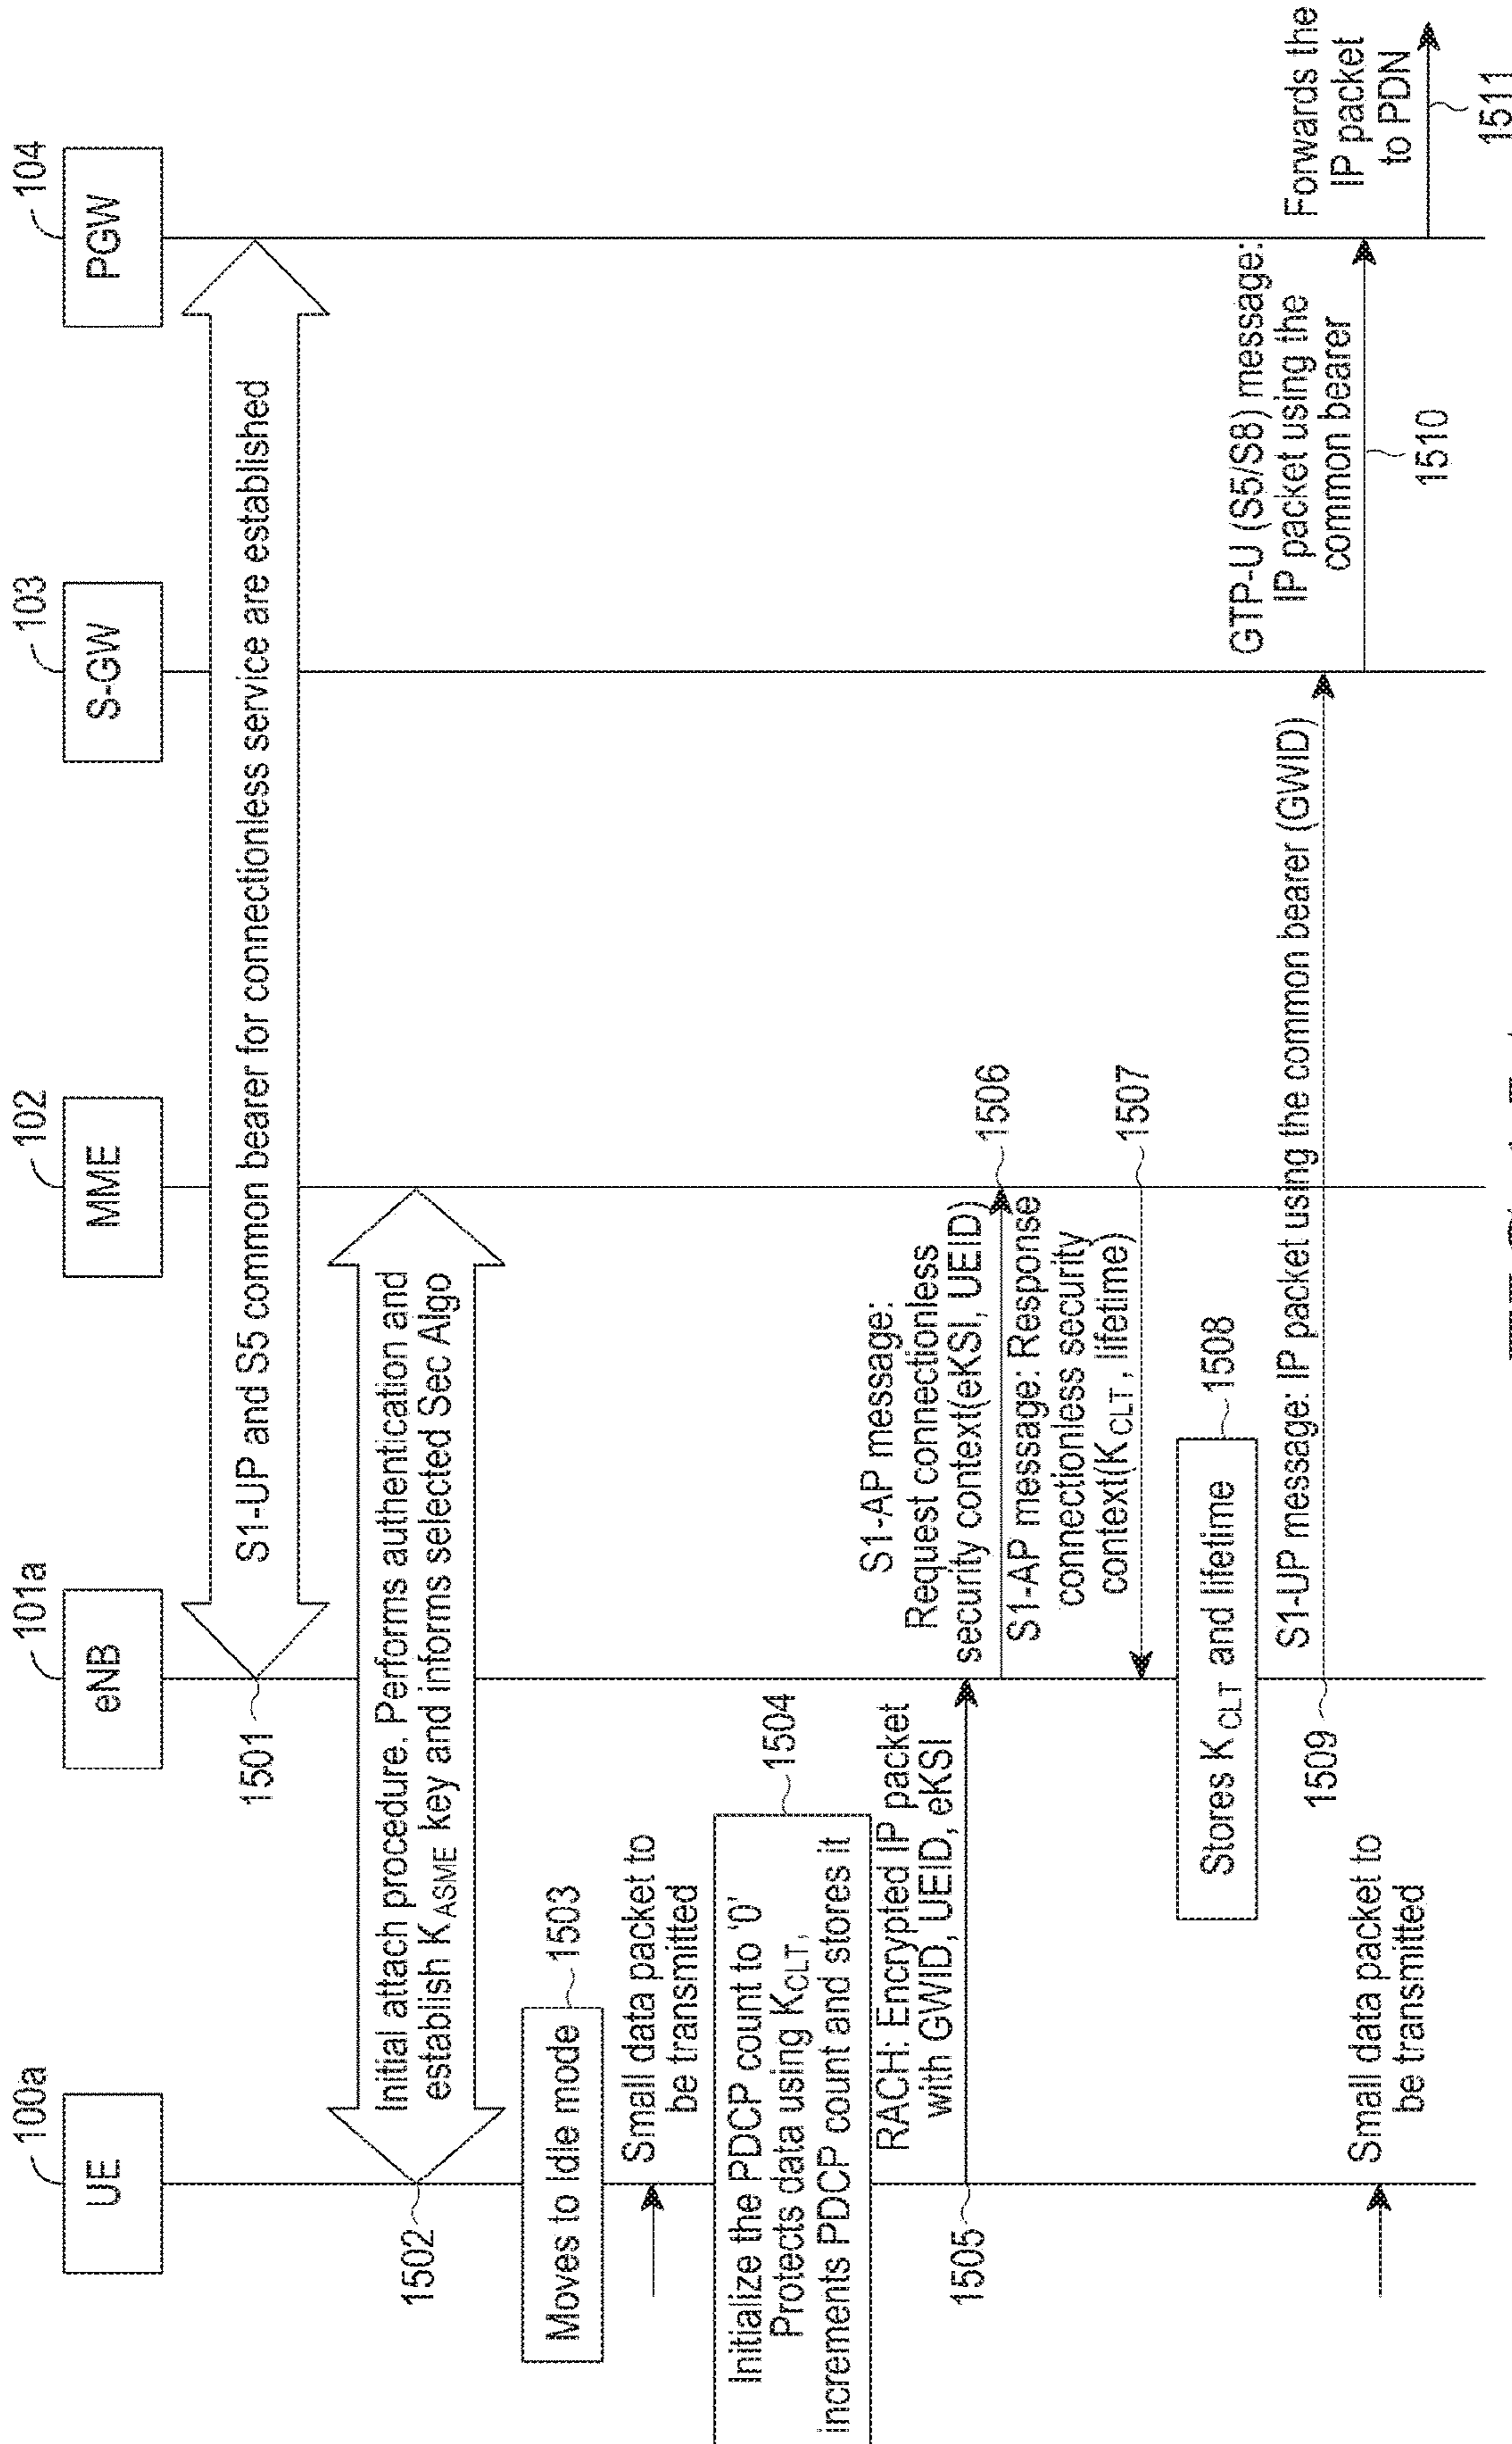 100a
UE
101a
eNB
102
MME
103
S-GW
104
PGW
S1-UP and S5 common bearer for connectionless service are established
1501
Initial attach procedure. Performs authentication and
establish KASME key and informs selected Sec Algo
1502
Moves to Idle mode
1503
Small data packet to
be transmitted
Initialize the PDCP count to '0'
Protects data using KCLT,
increments PDCP count and stores it
1504
RACH: Encrypted IP packet
with GWID, UEID, eKSI
1505
S1-AP message:
Request connectionless
security context(eKSI, UEID)
1506
S1-AP message: Response
connectionless security
context(KCLT, lifetime)
1507
Stores KCLT and lifetime
1508
S1-UP message: IP packet using the common bearer (GWID)
1509
GTP-U (S5/S8) message:
IP packet using the
common bearer
1510
Forwards the
IP packet
to PDN
1511
Small data packet to
be transmitted